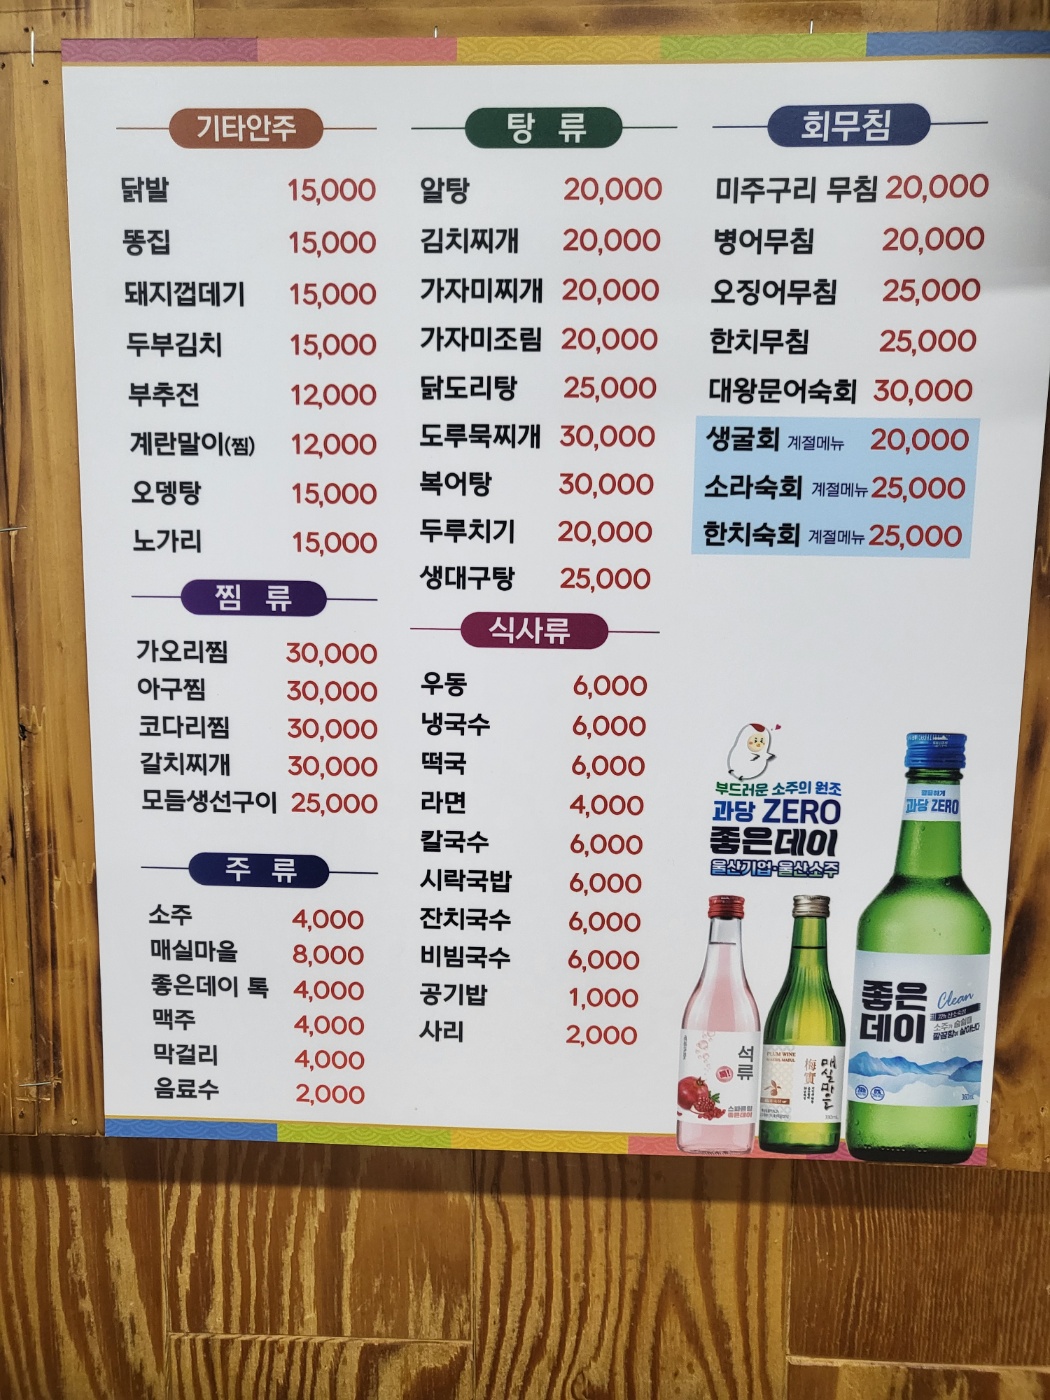 기타안주
닭발 15,000
똥집 15,000
돼지껍데기 15,000
두부김치 15,000
부추전 12,000
계란말이(찜) 12,000
오뎅탕 15,000
노가리 15,000
찜 류
가오리찜 30,000
아구찜 30,000
코다리찜 30,000
갈치찌개 30,000
모듬생선구이 25,000
주 류
소주 4,000
매실마을 8,000
좋은데이 톡 4,000
맥주 4,000
막걸리 4,000
음료수 2,000
탕 류
알탕 20,000
김치찌개 20,000
가자미찌개 20,000
가자미조림 20,000
닭도리탕 25,000
도루묵찌개 30,000
복어탕 30,000
두루치기 20,000
생대구탕 25,000
식사류
우동 6,000
냉국수 6,000
떡국 6,000
라면 4,000
칼국수 6,000
시락국밥 6,000
잔치국수 6,000
비빔국수 6,000
공기밥 1,000
사리 2,000
회무침
미주구리 무침 20,000
병어무침 20,000
오징어무침 25,000
한치무침 25,000
대왕문어숙회 30,000
생굴회 계절메뉴 20,000
소라숙회 계절메뉴 25,000
한치숙회 계절메뉴 25,000
부드러운 소주의 원조
과당 ZERO
좋은데이
울산기업·울산소주
석류
PLUM WINE
梅實
매실마을
과당 ZERO
좋은
데이
Clean
360mL